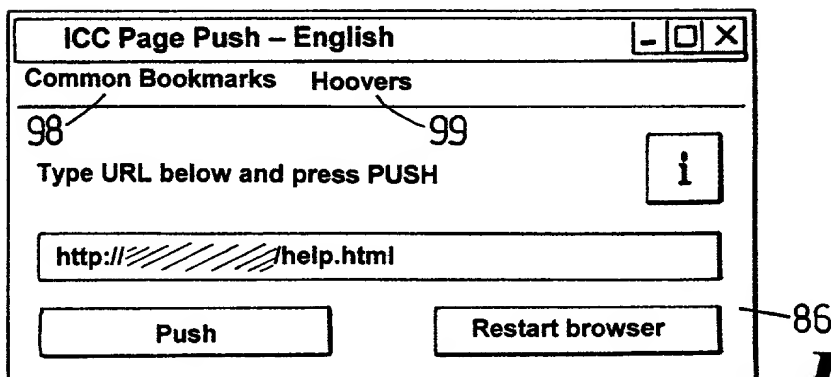 ICC Page Push – English
Common Bookmarks Hoovers
98 99
Type URL below and press PUSH
i
http:// /help.html
Push Restart browser
86